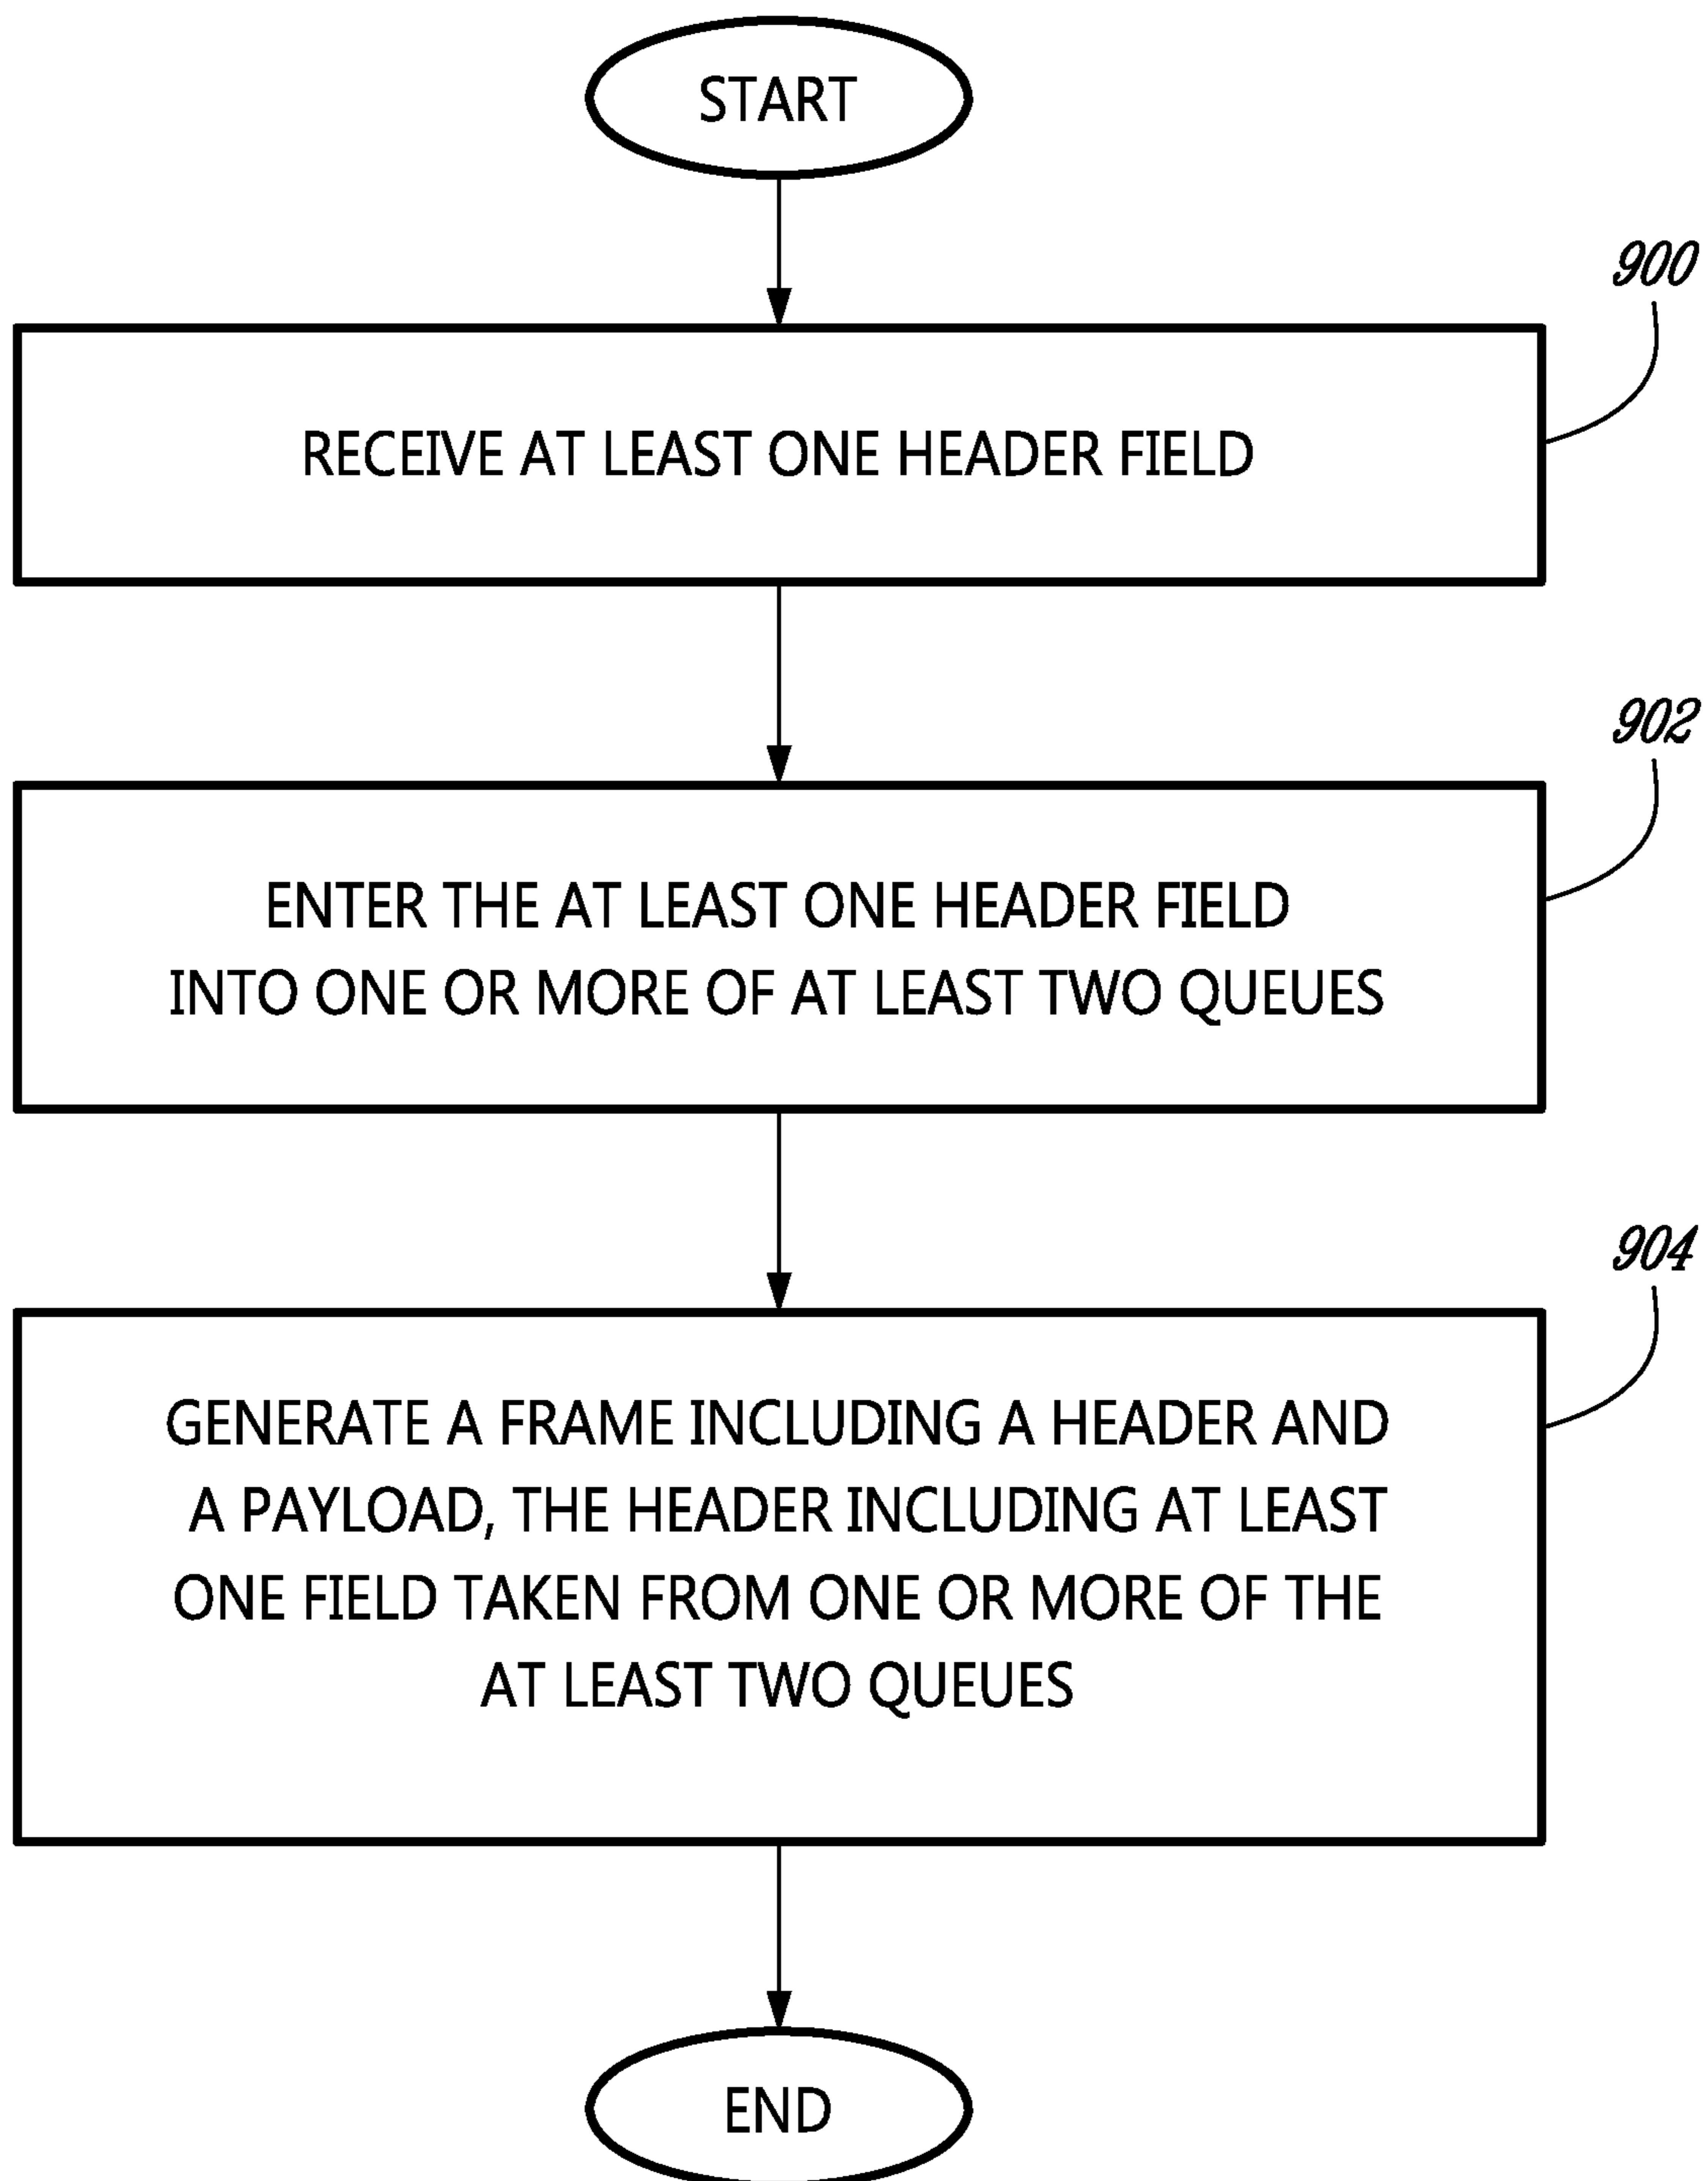 START
900
RECEIVE AT LEAST ONE HEADER FIELD
902
ENTER THE AT LEAST ONE HEADER FIELD
INTO ONE OR MORE OF AT LEAST TWO QUEUES
904
GENERATE A FRAME INCLUDING A HEADER AND
A PAYLOAD, THE HEADER INCLUDING AT LEAST
ONE FIELD TAKEN FROM ONE OR MORE OF THE
AT LEAST TWO QUEUES
END